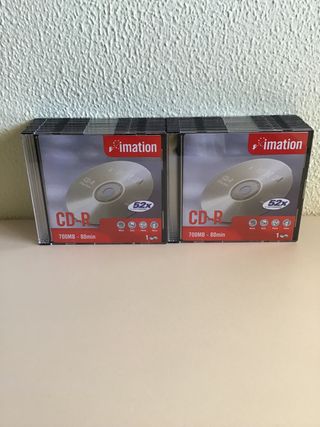 imation
CD-R
52x
700MB - 80min
1
imation
CD-R
52x
700MB - 80min
1